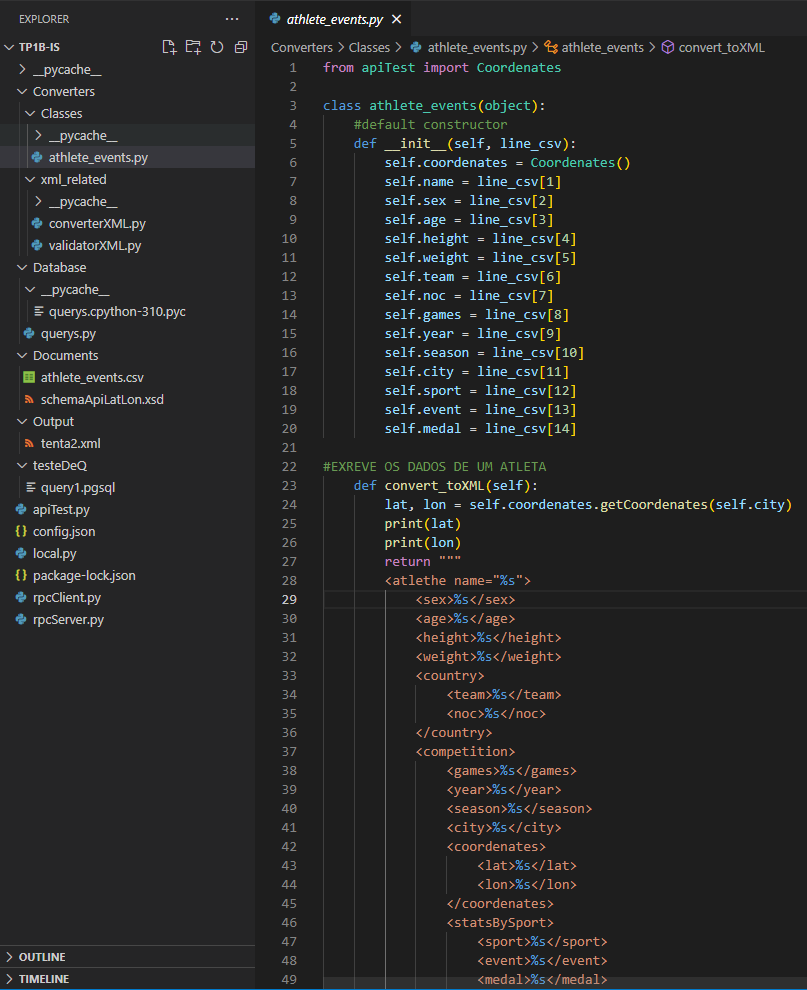 EXPLORER
TP1B-IS
__pycache__
Converters
Classes
__pycache__
athlete_events.py
xml_related
__pycache__
converterXML.py
validatorXML.py
Database
__pycache__
querys.cpython-310.pyc
querys.py
Documents
athlete_events.csv
schemaApiLatLon.xsd
Output
tenta2.xml
testeDeQ
query1.pgsql
apiTest.py
config.json
local.py
package-lock.json
rpcClient.py
rpcServer.py
OUTLINE
TIMELINE
athlete_events.py
Converters > Classes > athlete_events.py > athlete_events > convert_toXML
1 from apiTest import Coordenates
2
3 class athlete_events(object):
4     #default constructor
5     def __init__(self, line_csv):
6         self.coordenates = Coordenates()
7         self.name = line_csv[1]
8         self.sex = line_csv[2]
9         self.age = line_csv[3]
10         self.height = line_csv[4]
11         self.weight = line_csv[5]
12         self.team = line_csv[6]
13         self.noc = line_csv[7]
14         self.games = line_csv[8]
15         self.year = line_csv[9]
16         self.season = line_csv[10]
17         self.city = line_csv[11]
18         self.sport = line_csv[12]
19         self.event = line_csv[13]
20         self.medal = line_csv[14]
21
22 #EXREVE OS DADOS DE UM ATLETA
23     def convert_toXML(self):
24         lat, lon = self.coordenates.getCoordenates(self.city)
25         print(lat)
26         print(lon)
27         return """
28         <atlethe name="%s">
29             <sex>%s</sex>
30             <age>%s</age>
31             <height>%s</height>
32             <weight>%s</weight>
33             <country>
34                 <team>%s</team>
35                 <noc>%s</noc>
36             </country>
37             <competition>
38                 <games>%s</games>
39                 <year>%s</year>
40                 <season>%s</season>
41                 <city>%s</city>
42                 <coordenates>
43                     <lat>%s</lat>
44                     <lon>%s</lon>
45                 </coordenates>
46                 <statsBySport>
47                     <sport>%s</sport>
48                     <event>%s</event>
49                     <medal>%s</medal>